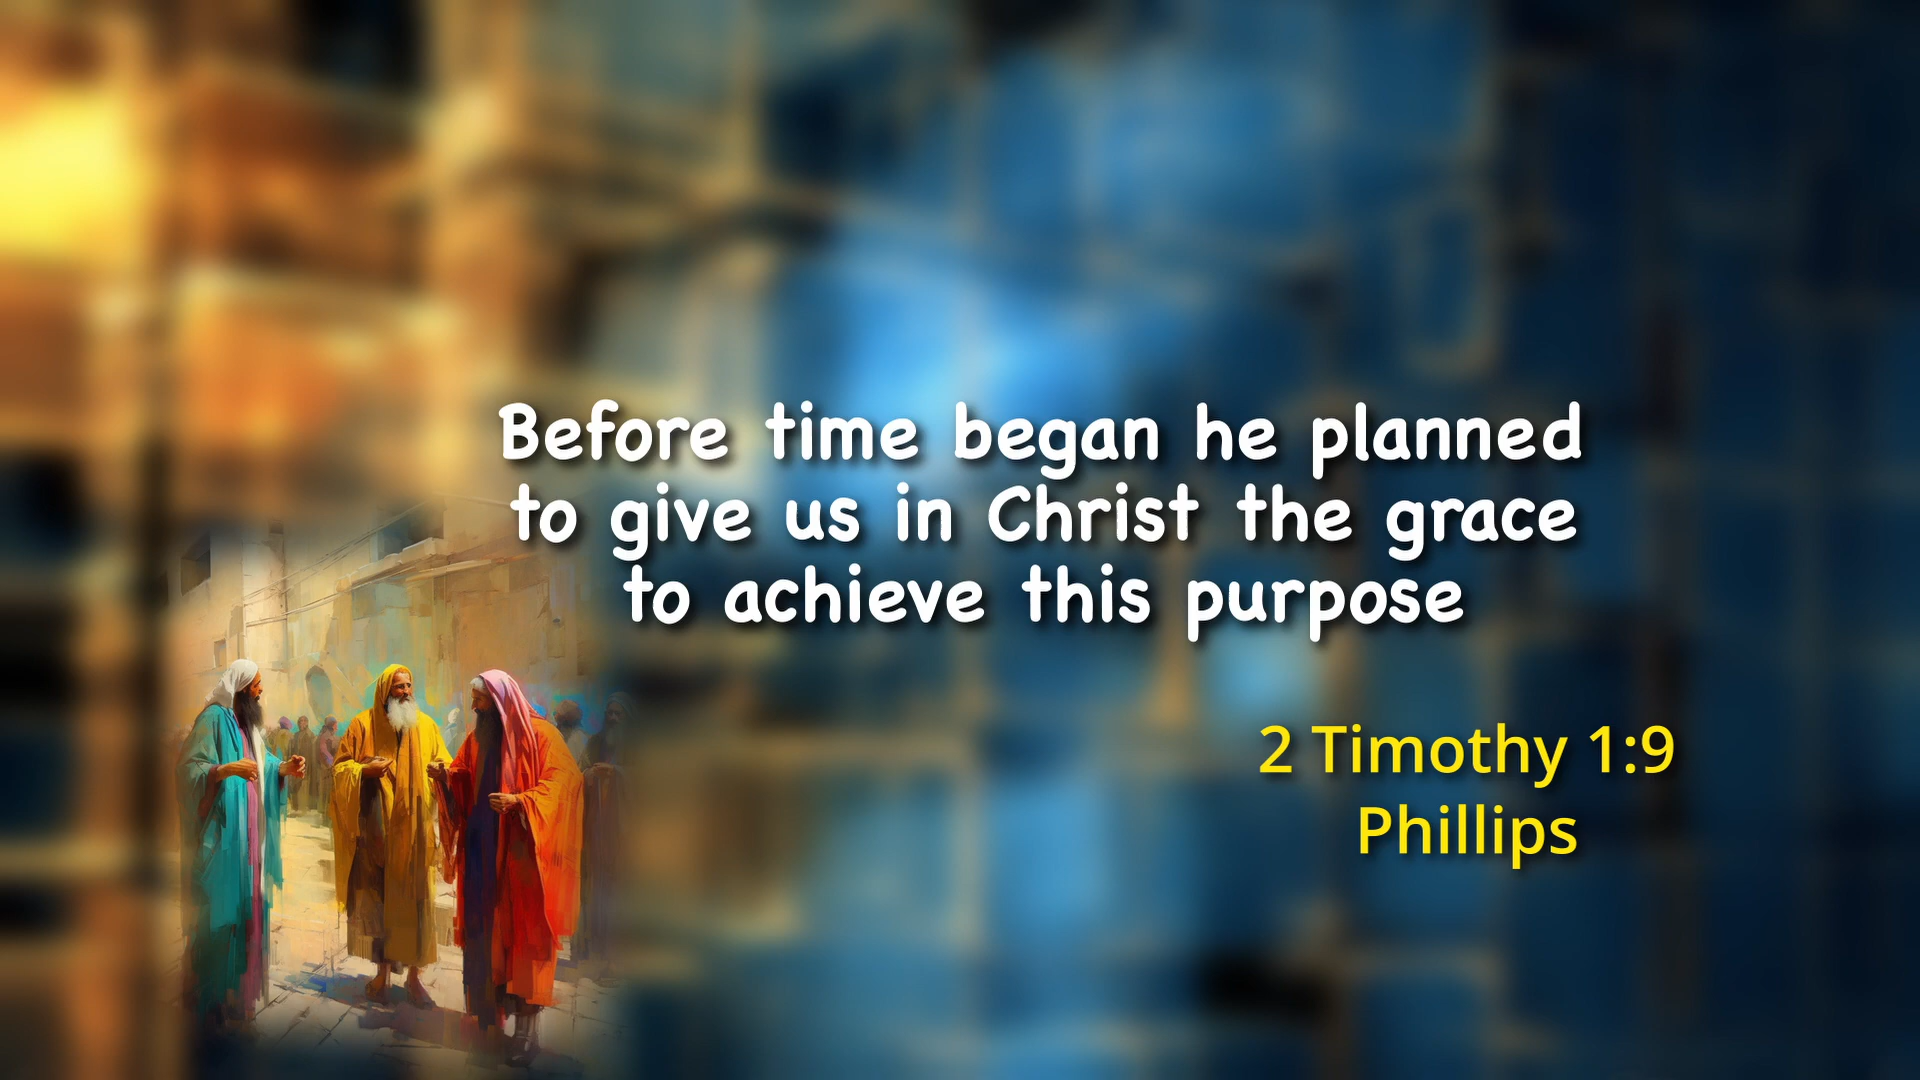 Before time began he planned
to give us in Christ the grace
to achieve this purpose
2 Timothy 1:9
Phillips